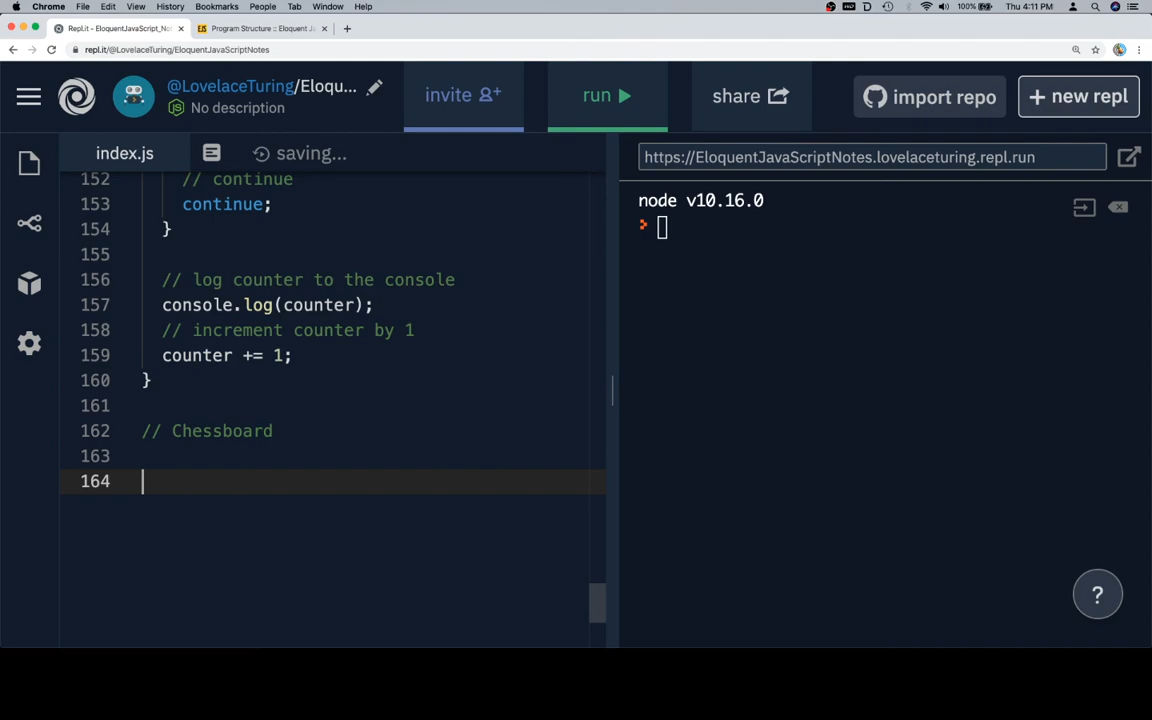 Chrome File Edit View History Bookmarks People Tab Window Help 100% Thu 4:11 PM
Repl.it - EloquentJavaScript_No Program Structure :: Eloquent Ja
repl.it/@LovelaceTuring/EloquentJavaScriptNotes
@LovelaceTuring/Eloqu...
No description
invite
run
share
import repo
+ new repl
index.js
saving...
https://EloquentJavaScriptNotes.lovelaceturing.repl.run
152 // continue
153 continue;
154 }
155
156 // log counter to the console
157 console.log(counter);
158 // increment counter by 1
159 counter += 1;
160 }
161
162 // Chessboard
163
164
node v10.16.0
?